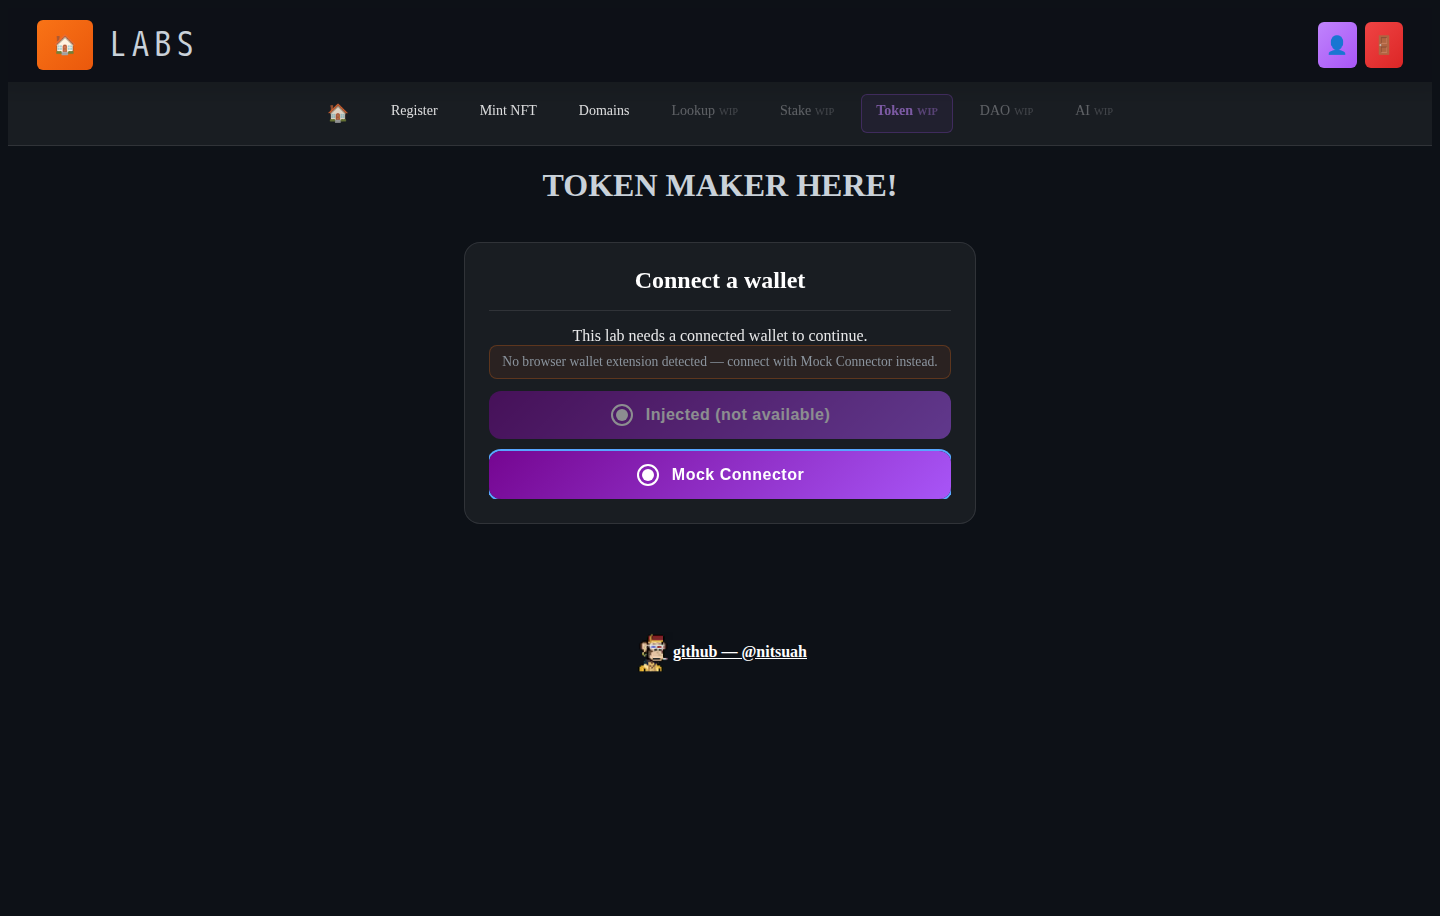 LABS
Register
Mint NFT
Domains
Lookup WIP
Stake WIP
Token WIP
DAO WIP
AI WIP
TOKEN MAKER HERE!
Connect a wallet
This lab needs a connected wallet to continue.
No browser wallet extension detected — connect with Mock Connector instead.
Injected (not available)
Mock Connector
github — @nitsuah